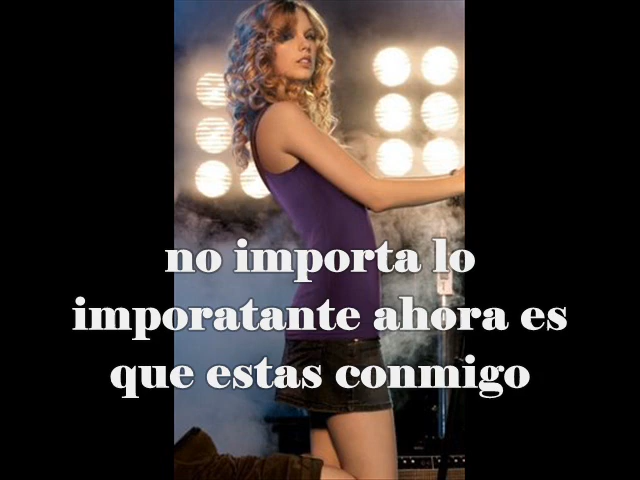 no importa lo
imporatante ahora es
que estas conmigo